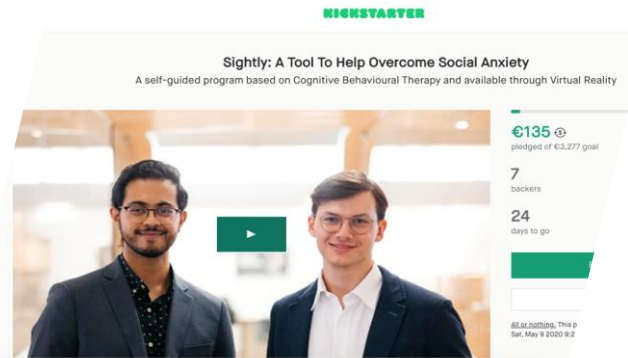 KICKSTARTER
Sightly: A Tool To Help Overcome Social Anxiety
A self-guided program based on Cognitive Behavioural Therapy and available through Virtual Reality
€135
pledged of €3,277 goal
7
backers
24
days to go
All or nothing. This p
Sat, May 9 2020 9:2